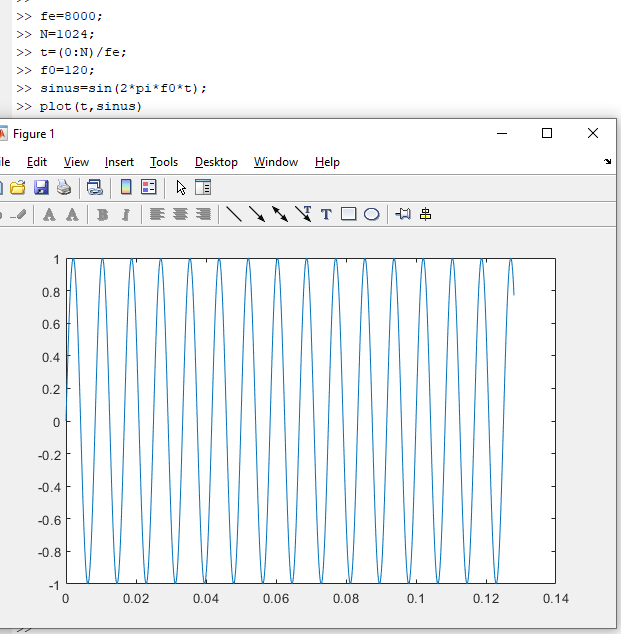 >> fe=8000;
>> N=1024;
>> t=(0:N)/fe;
>> f0=120;
>> sinus=sin(2*pi*f0*t);
>> plot(t,sinus)
Figure 1
ile Edit View Insert Tools Desktop Window Help
A A B I T T
1
0.8
0.6
0.4
0.2
0
-0.2
-0.4
-0.6
-0.8
-1
0 0.02 0.04 0.06 0.08 0.1 0.12 0.14
>>